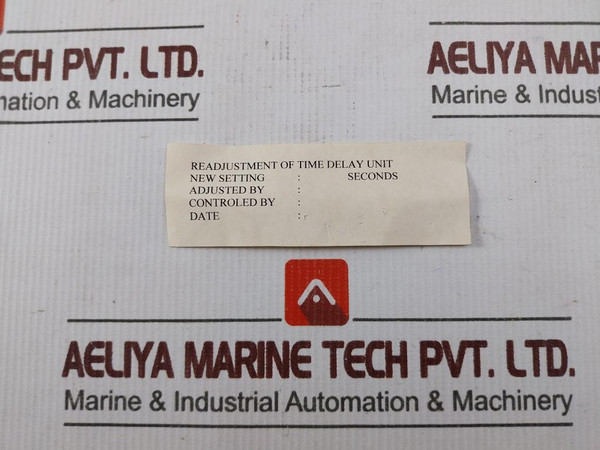 ECH PVT. LTD.
mation & Machinery
AELIYA MAR
Marine & Indust
READJUSTMENT OF TIME DELAY UNIT
NEW SETTING : SECONDS
ADJUSTED BY :
CONTROLED BY :
DATE :
AELIYA MARINE TECH PVT. LTD.
Marine & Industrial Automation & Machinery